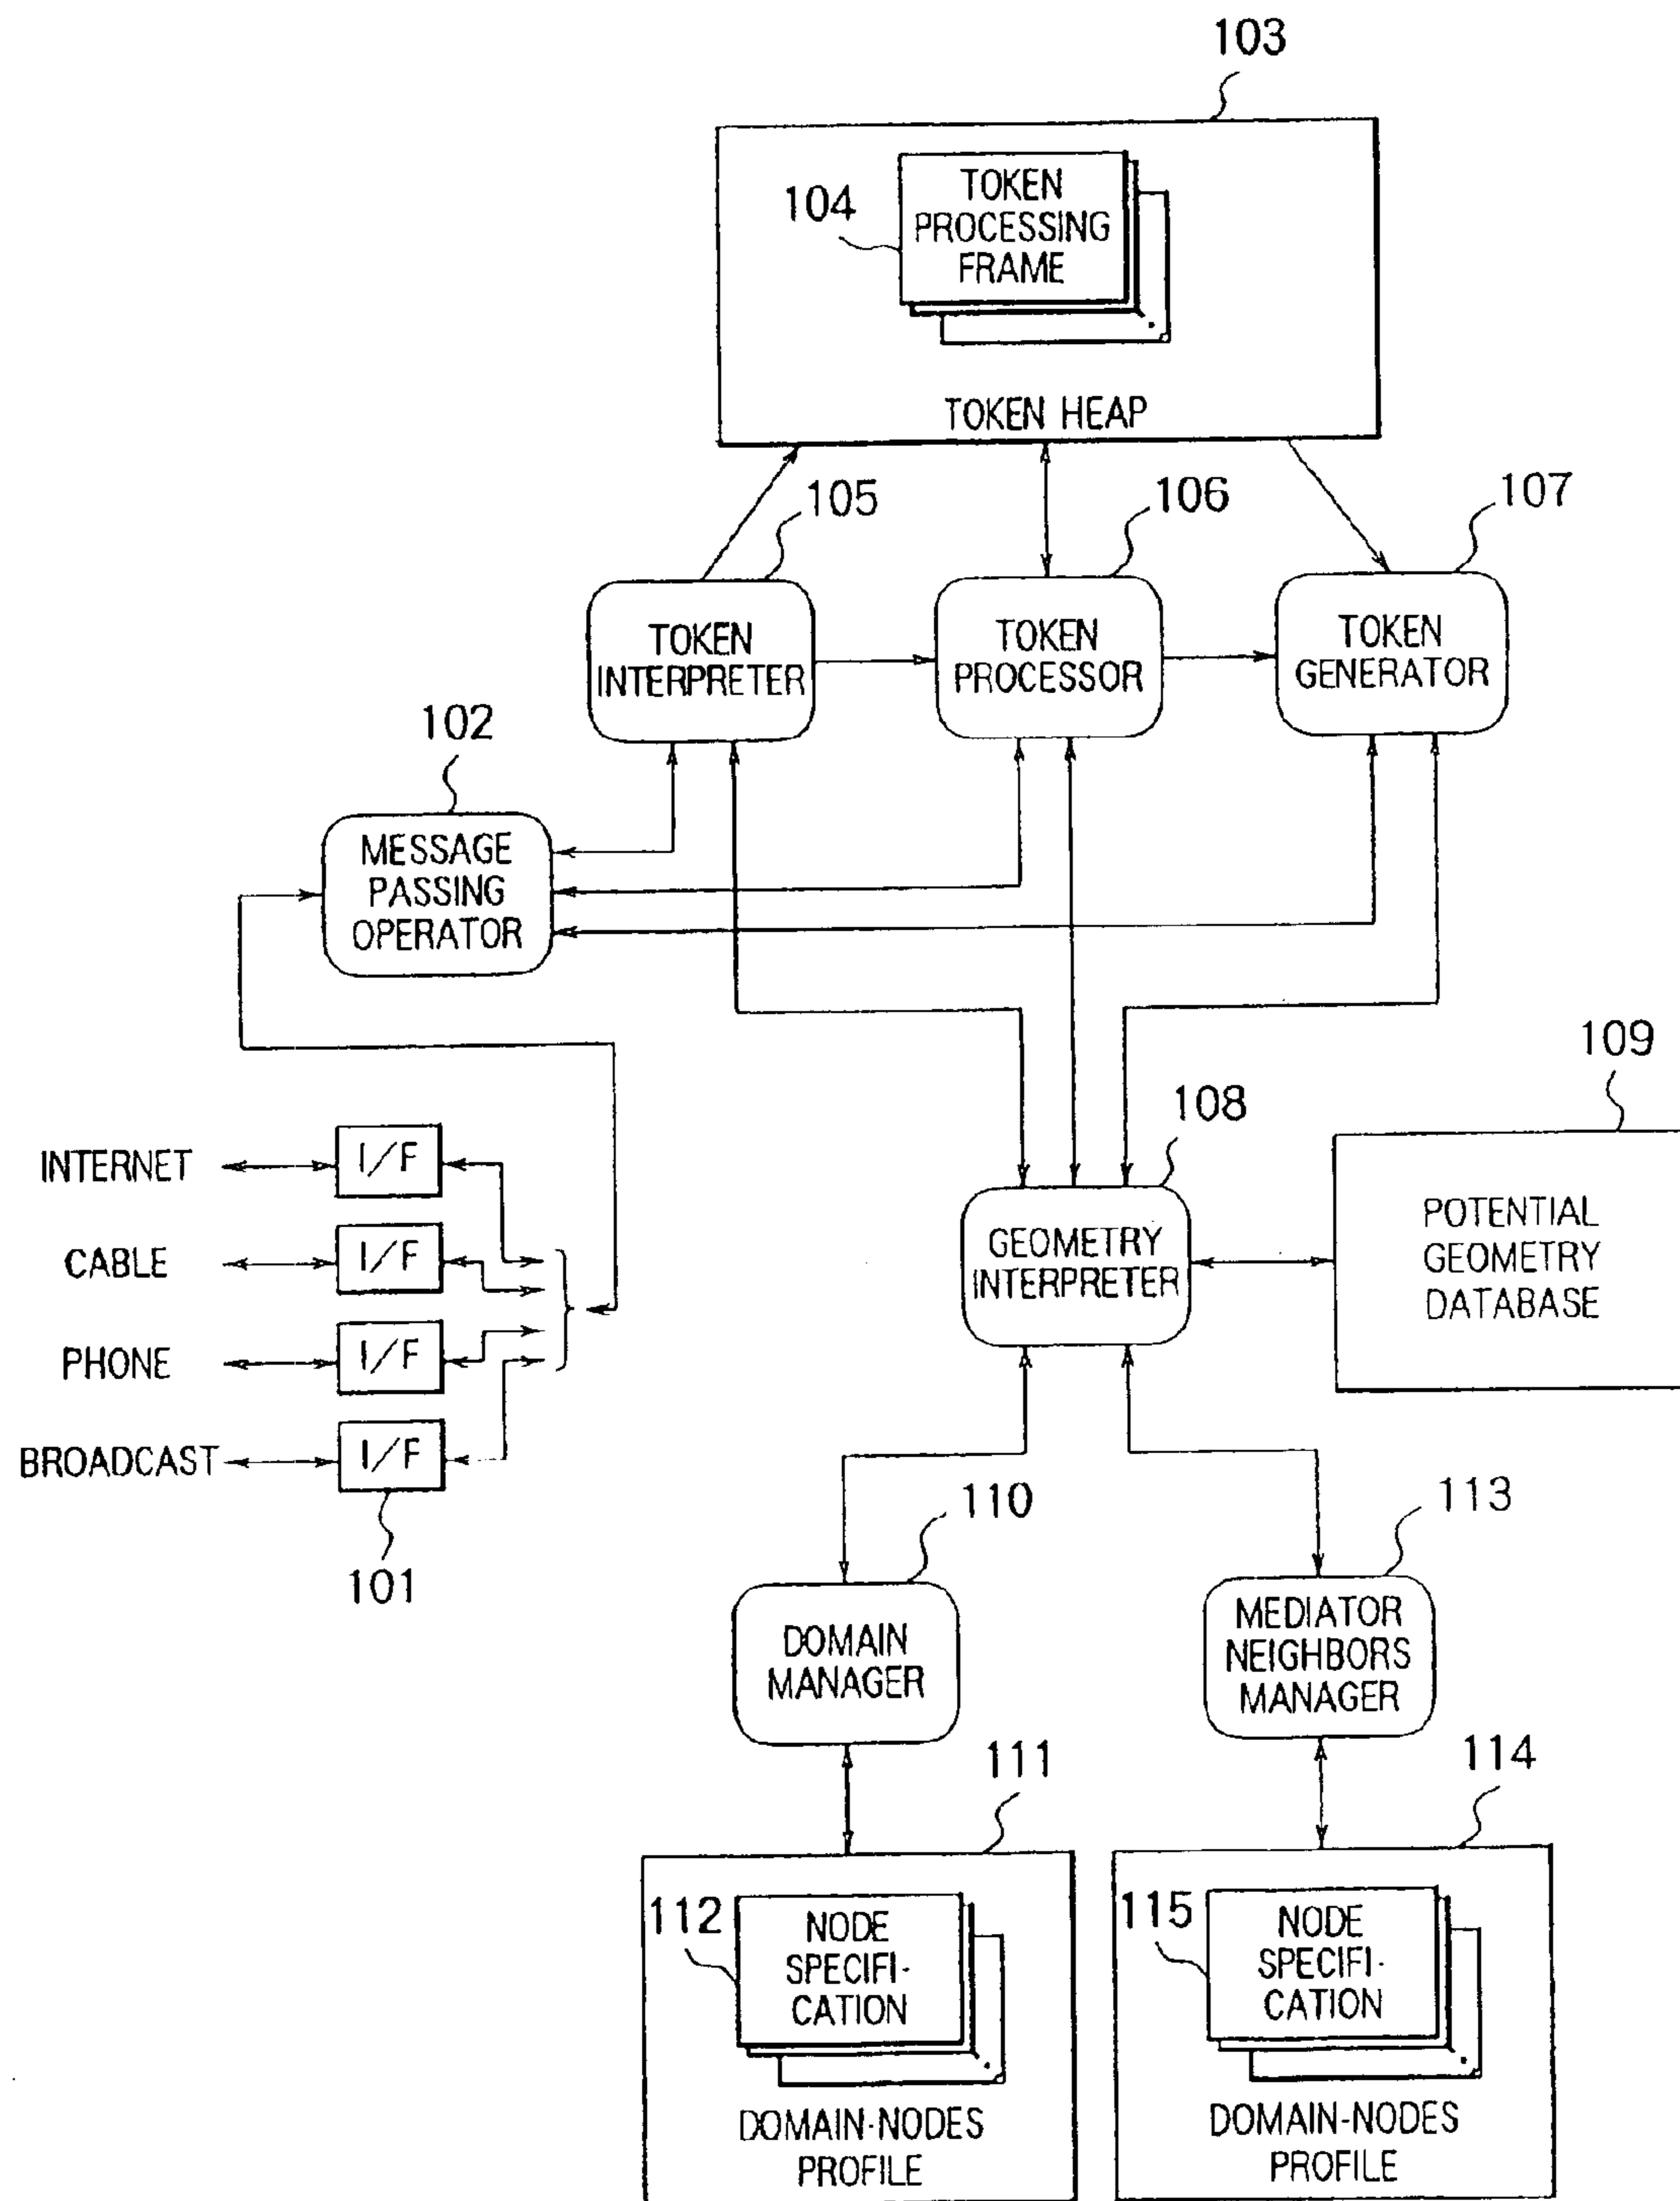 103
104
TOKEN
PROCESSING
FRAME
TOKEN HEAP
105
106
107
TOKEN
INTERPRETER
TOKEN
PROCESSOR
TOKEN
GENERATOR
102
MESSAGE
PASSING
OPERATOR
109
108
INTERNET
I/F
CABLE
I/F
PHONE
I/F
BROADCAST
I/F
101
GEOMETRY
INTERPRETER
POTENTIAL
GEOMETRY
DATABASE
110
113
DOMAIN
MANAGER
MEDIATOR
NEIGHBORS
MANAGER
111
114
112
NODE
SPECIFI-
CATION
DOMAIN-NODES
PROFILE
115
NODE
SPECIFI-
CATION
DOMAIN-NODES
PROFILE